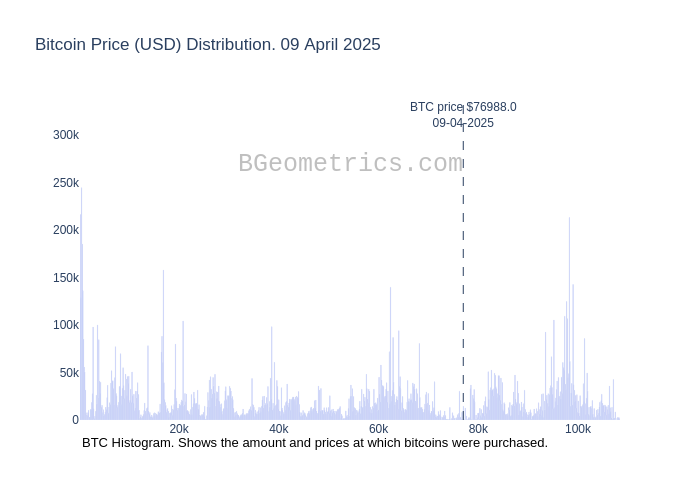 Bitcoin Price (USD) Distribution. 09 April 2025
BTC price $76988.0
09-04-2025
300k
BGeometrics.com
250k
200k
150k
100k
50k
0
20k 40k 60k 80k 100k
BTC Histogram. Shows the amount and prices at which bitcoins were purchased.